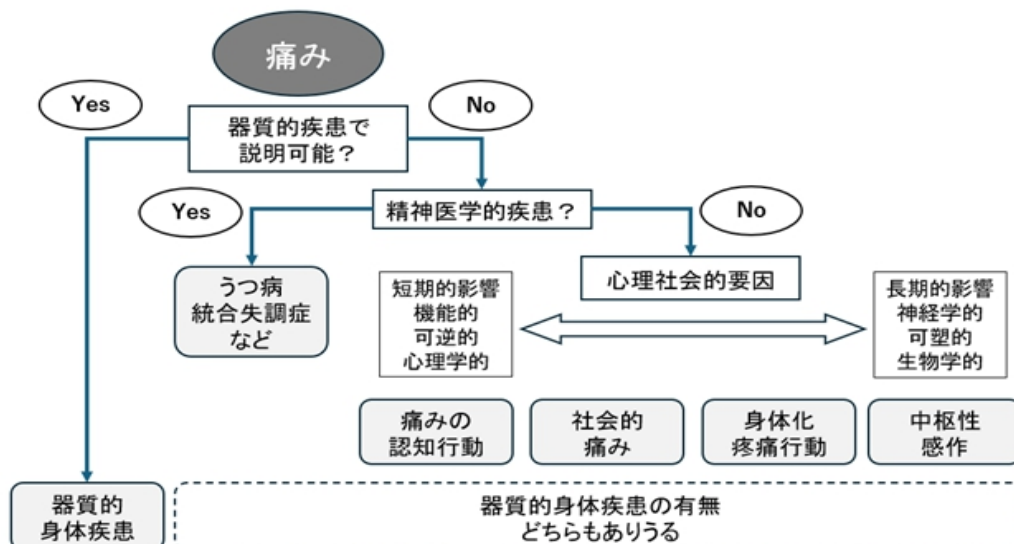 痛み
Yes
No
器質的疾患で
説明可能？
Yes
精神医学的疾患？
No
うつ病
統合失調症
など
心理社会的要因
短期的影響
機能的
可逆的
心理学的
長期的影響
神経学的
可塑的
生物学的
痛みの
認知行動
社会的
痛み
身体化
疼痛行動
中枢性
感作
器質的
身体疾患
器質的身体疾患の有無
どちらもありうる